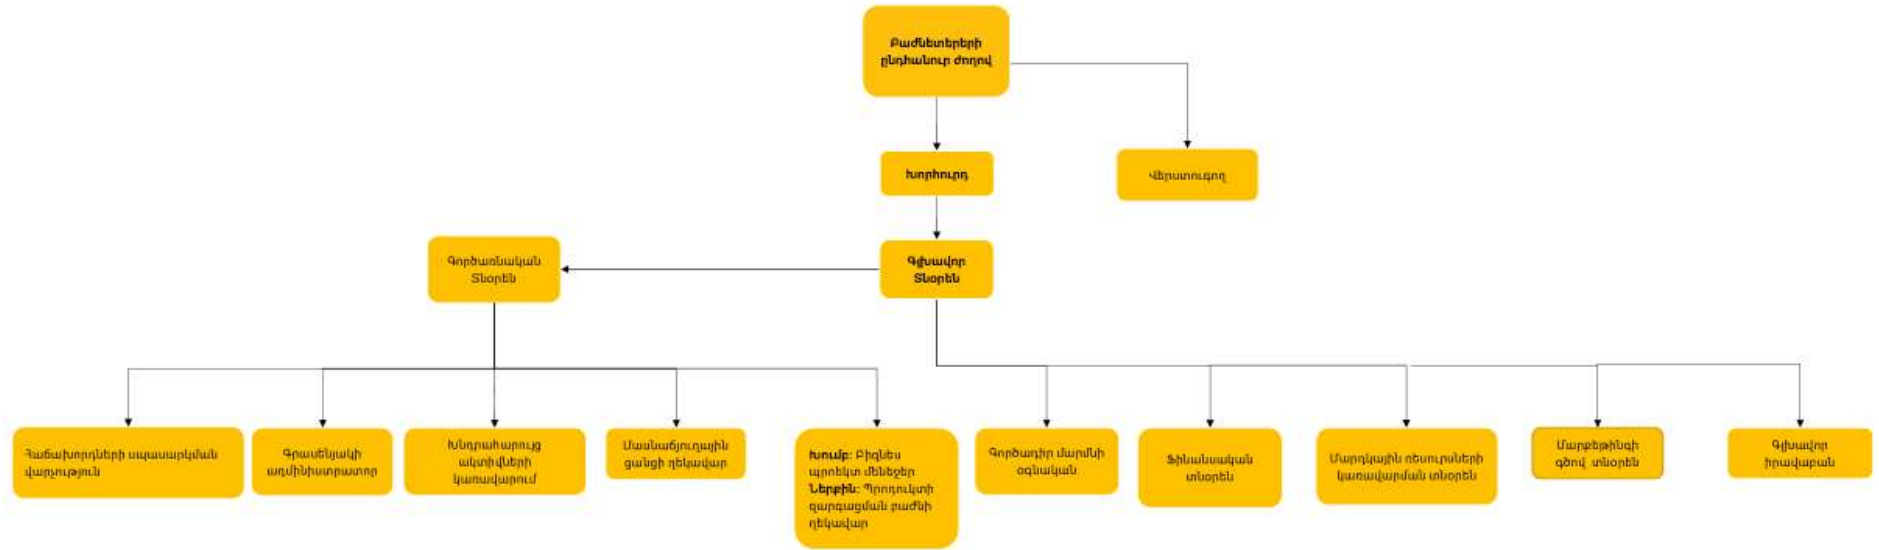 Բաժնետերերի
ընդհանուր ժողով
Խորհուրդ
Վերստուգող
Գործառնական
Տնօրեն
Գլխավոր
Տնօրեն
Հաճախորդների սպասարկման
վարչություն
Գրասենյակի
ադմինիստրատոր
Խնդրահարույց
ակտիվների
կառավարում
Մասնաճյուղային
ցանցի ղեկավար
Խումբ: Բիզնես
պրոեկտ մենեջեր
Ներքին: Պրոդուկտի
զարգացման բաժնի
ղեկավար
Գործադիր մարմնի
օգնական
Ֆինանսական
տնօրեն
Մարդկային ռեսուրսների
կառավարման տնօրեն
Մարքեթինգի
գծով տնօրեն
Գլխավոր
իրավաբան